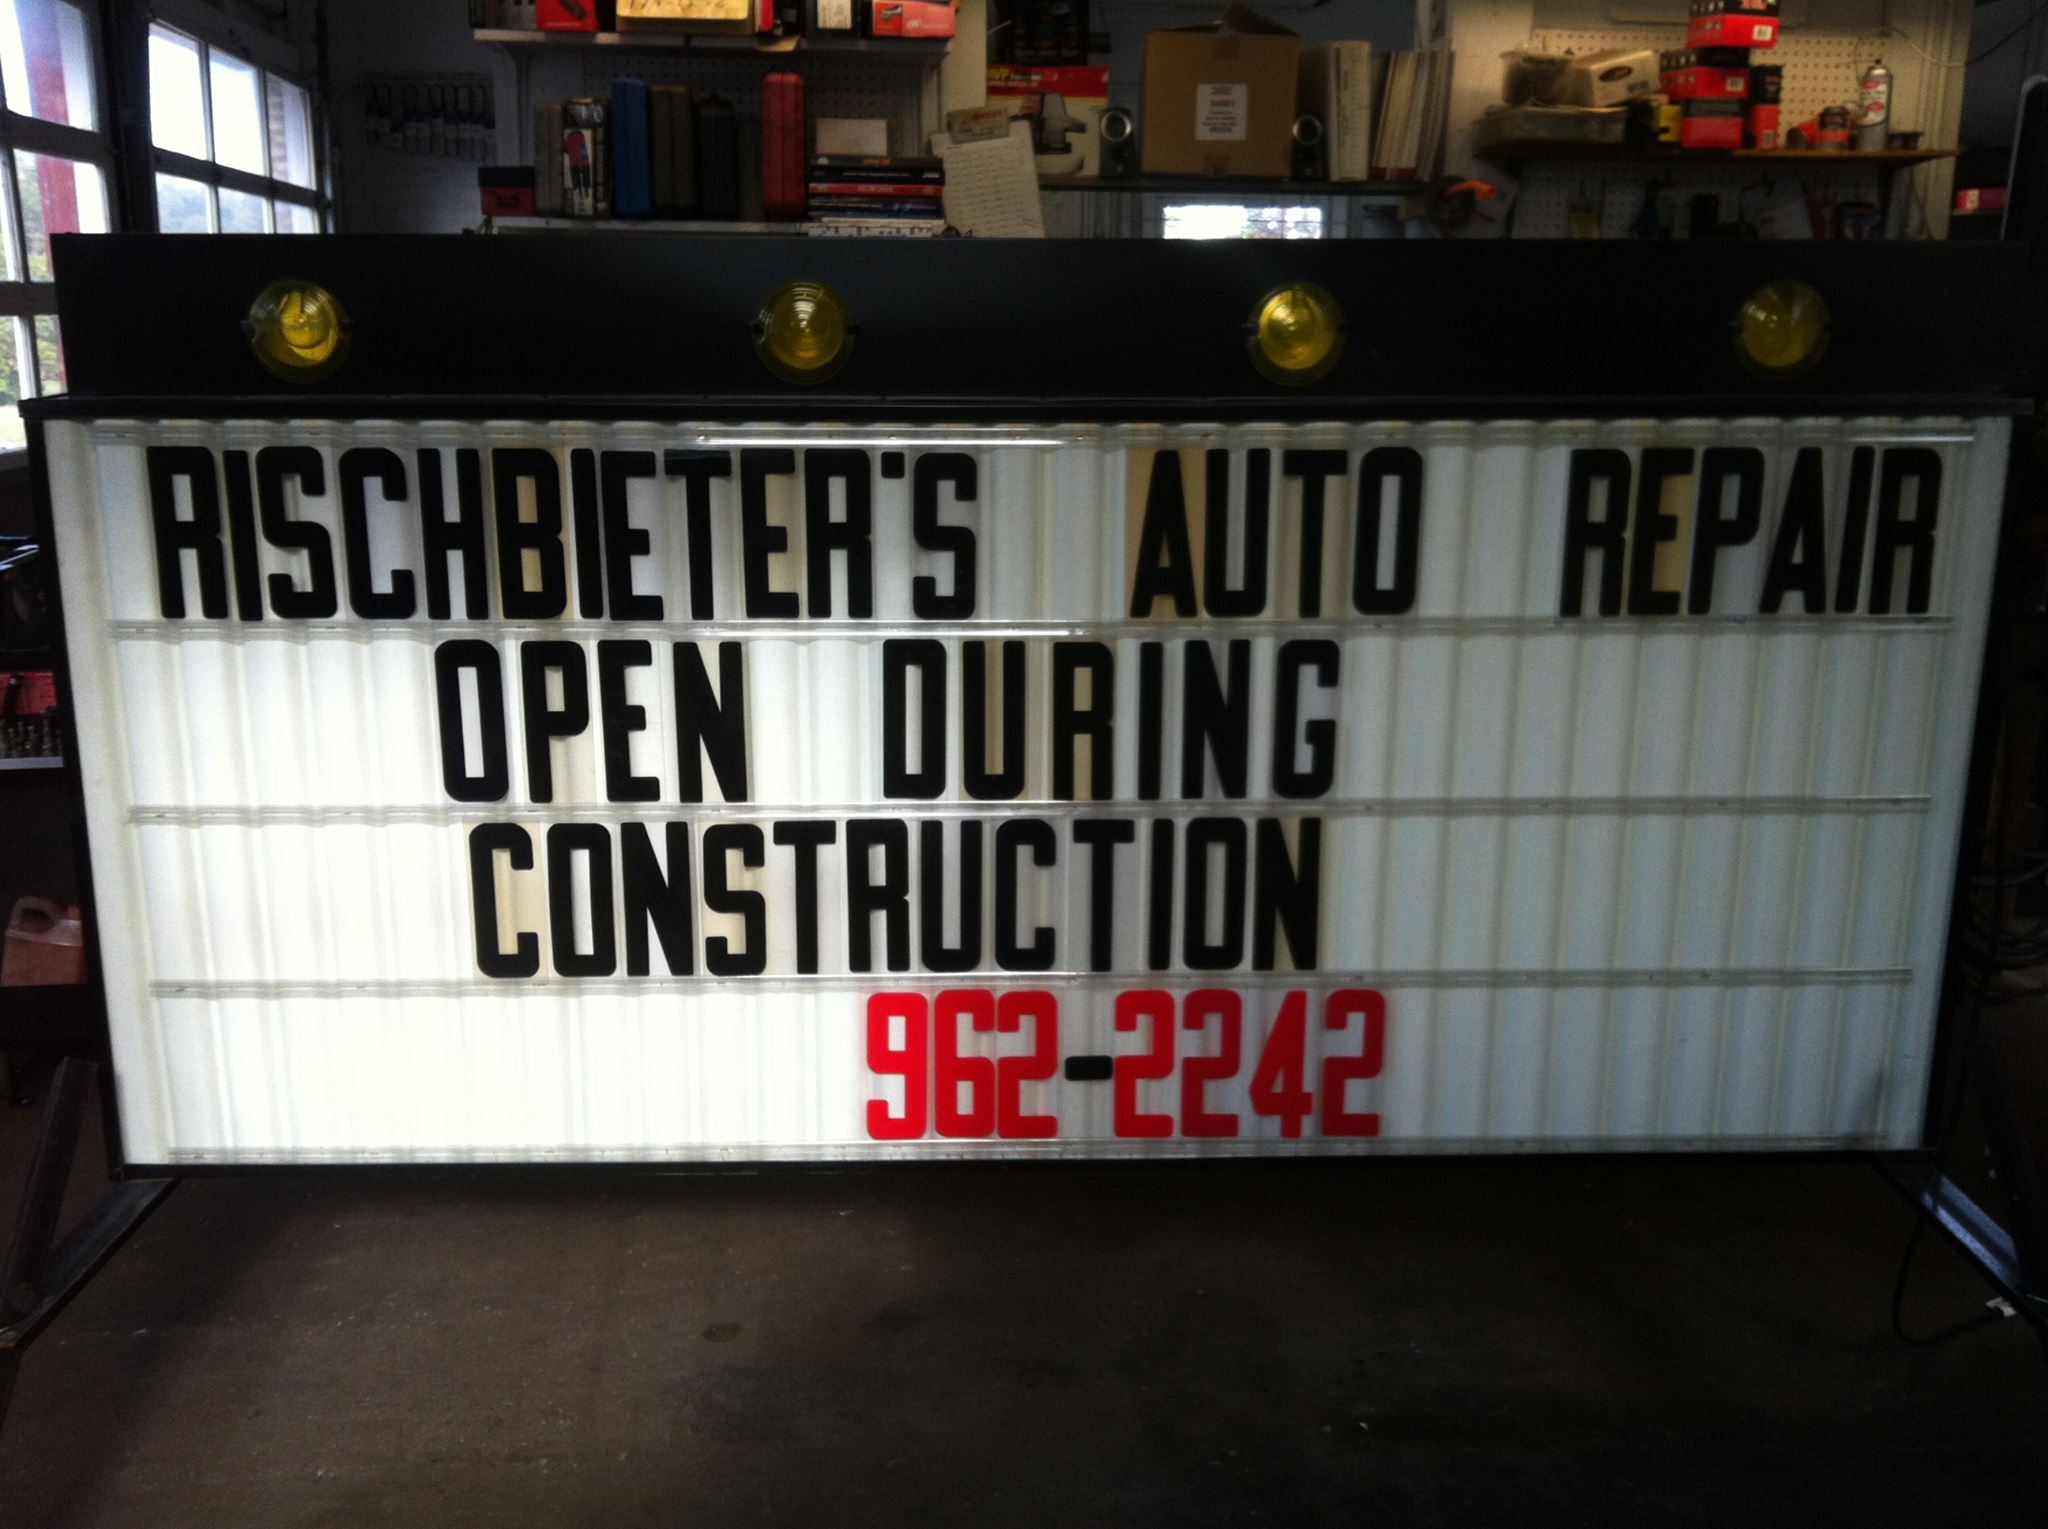 RISCHBIETER'S AUTO REPAIR
OPEN DURING
CONSTRUCTION
962-2242